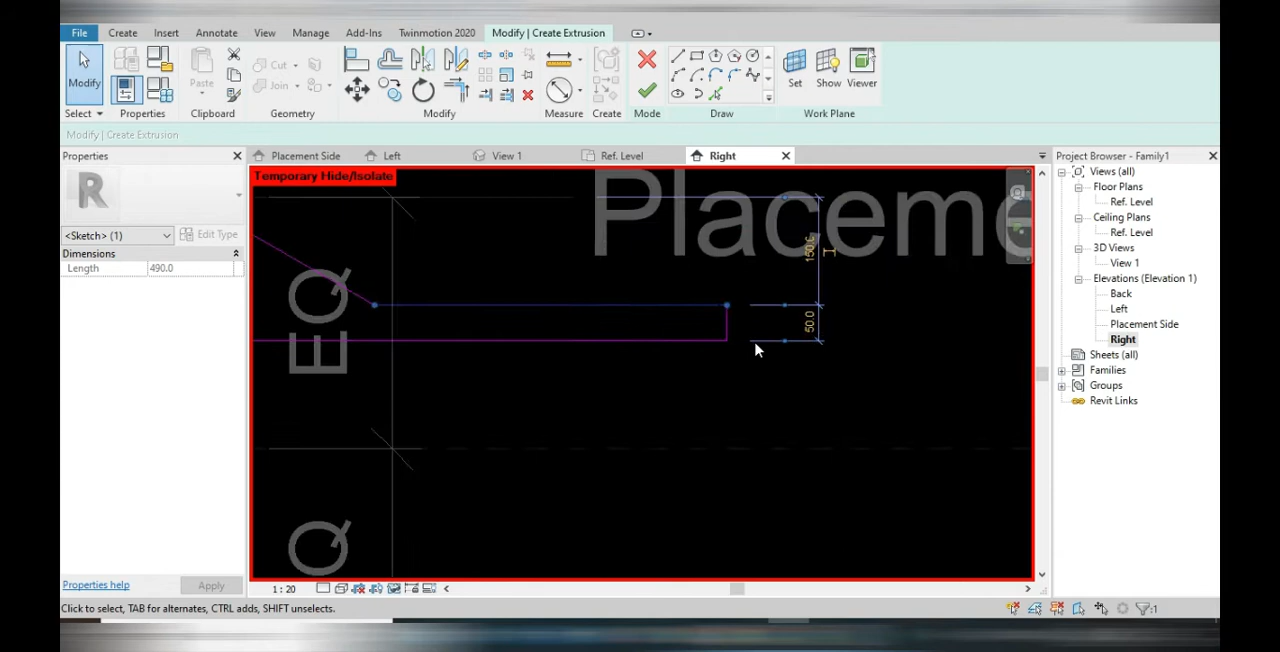 File Create Insert Annotate View Manage Add-Ins Twinmotion 2020 Modify | Create Extrusion
Modify Paste Cut Join Set Show Viewer
Select Properties Clipboard Geometry Modify Measure Create Mode Draw Work Plane
Modify | Create Extrusion
Properties Placement Side Left View 1 Ref. Level Right Project Browser - Family1
R
<Sketch> (1) Edit Type
Dimensions
Length 490.0
Properties help Apply
Temporary Hide/Isolate
Placeme
150.0
50.0
EQ
Q
1 : 20
Views (all)
Floor Plans
Ref. Level
Ceiling Plans
Ref. Level
3D Views
View 1
Elevations (Elevation 1)
Back
Left
Placement Side
Right
Sheets (all)
Families
Groups
Revit Links
Click to select, TAB for alternates, CTRL adds, SHIFT unselects. :1